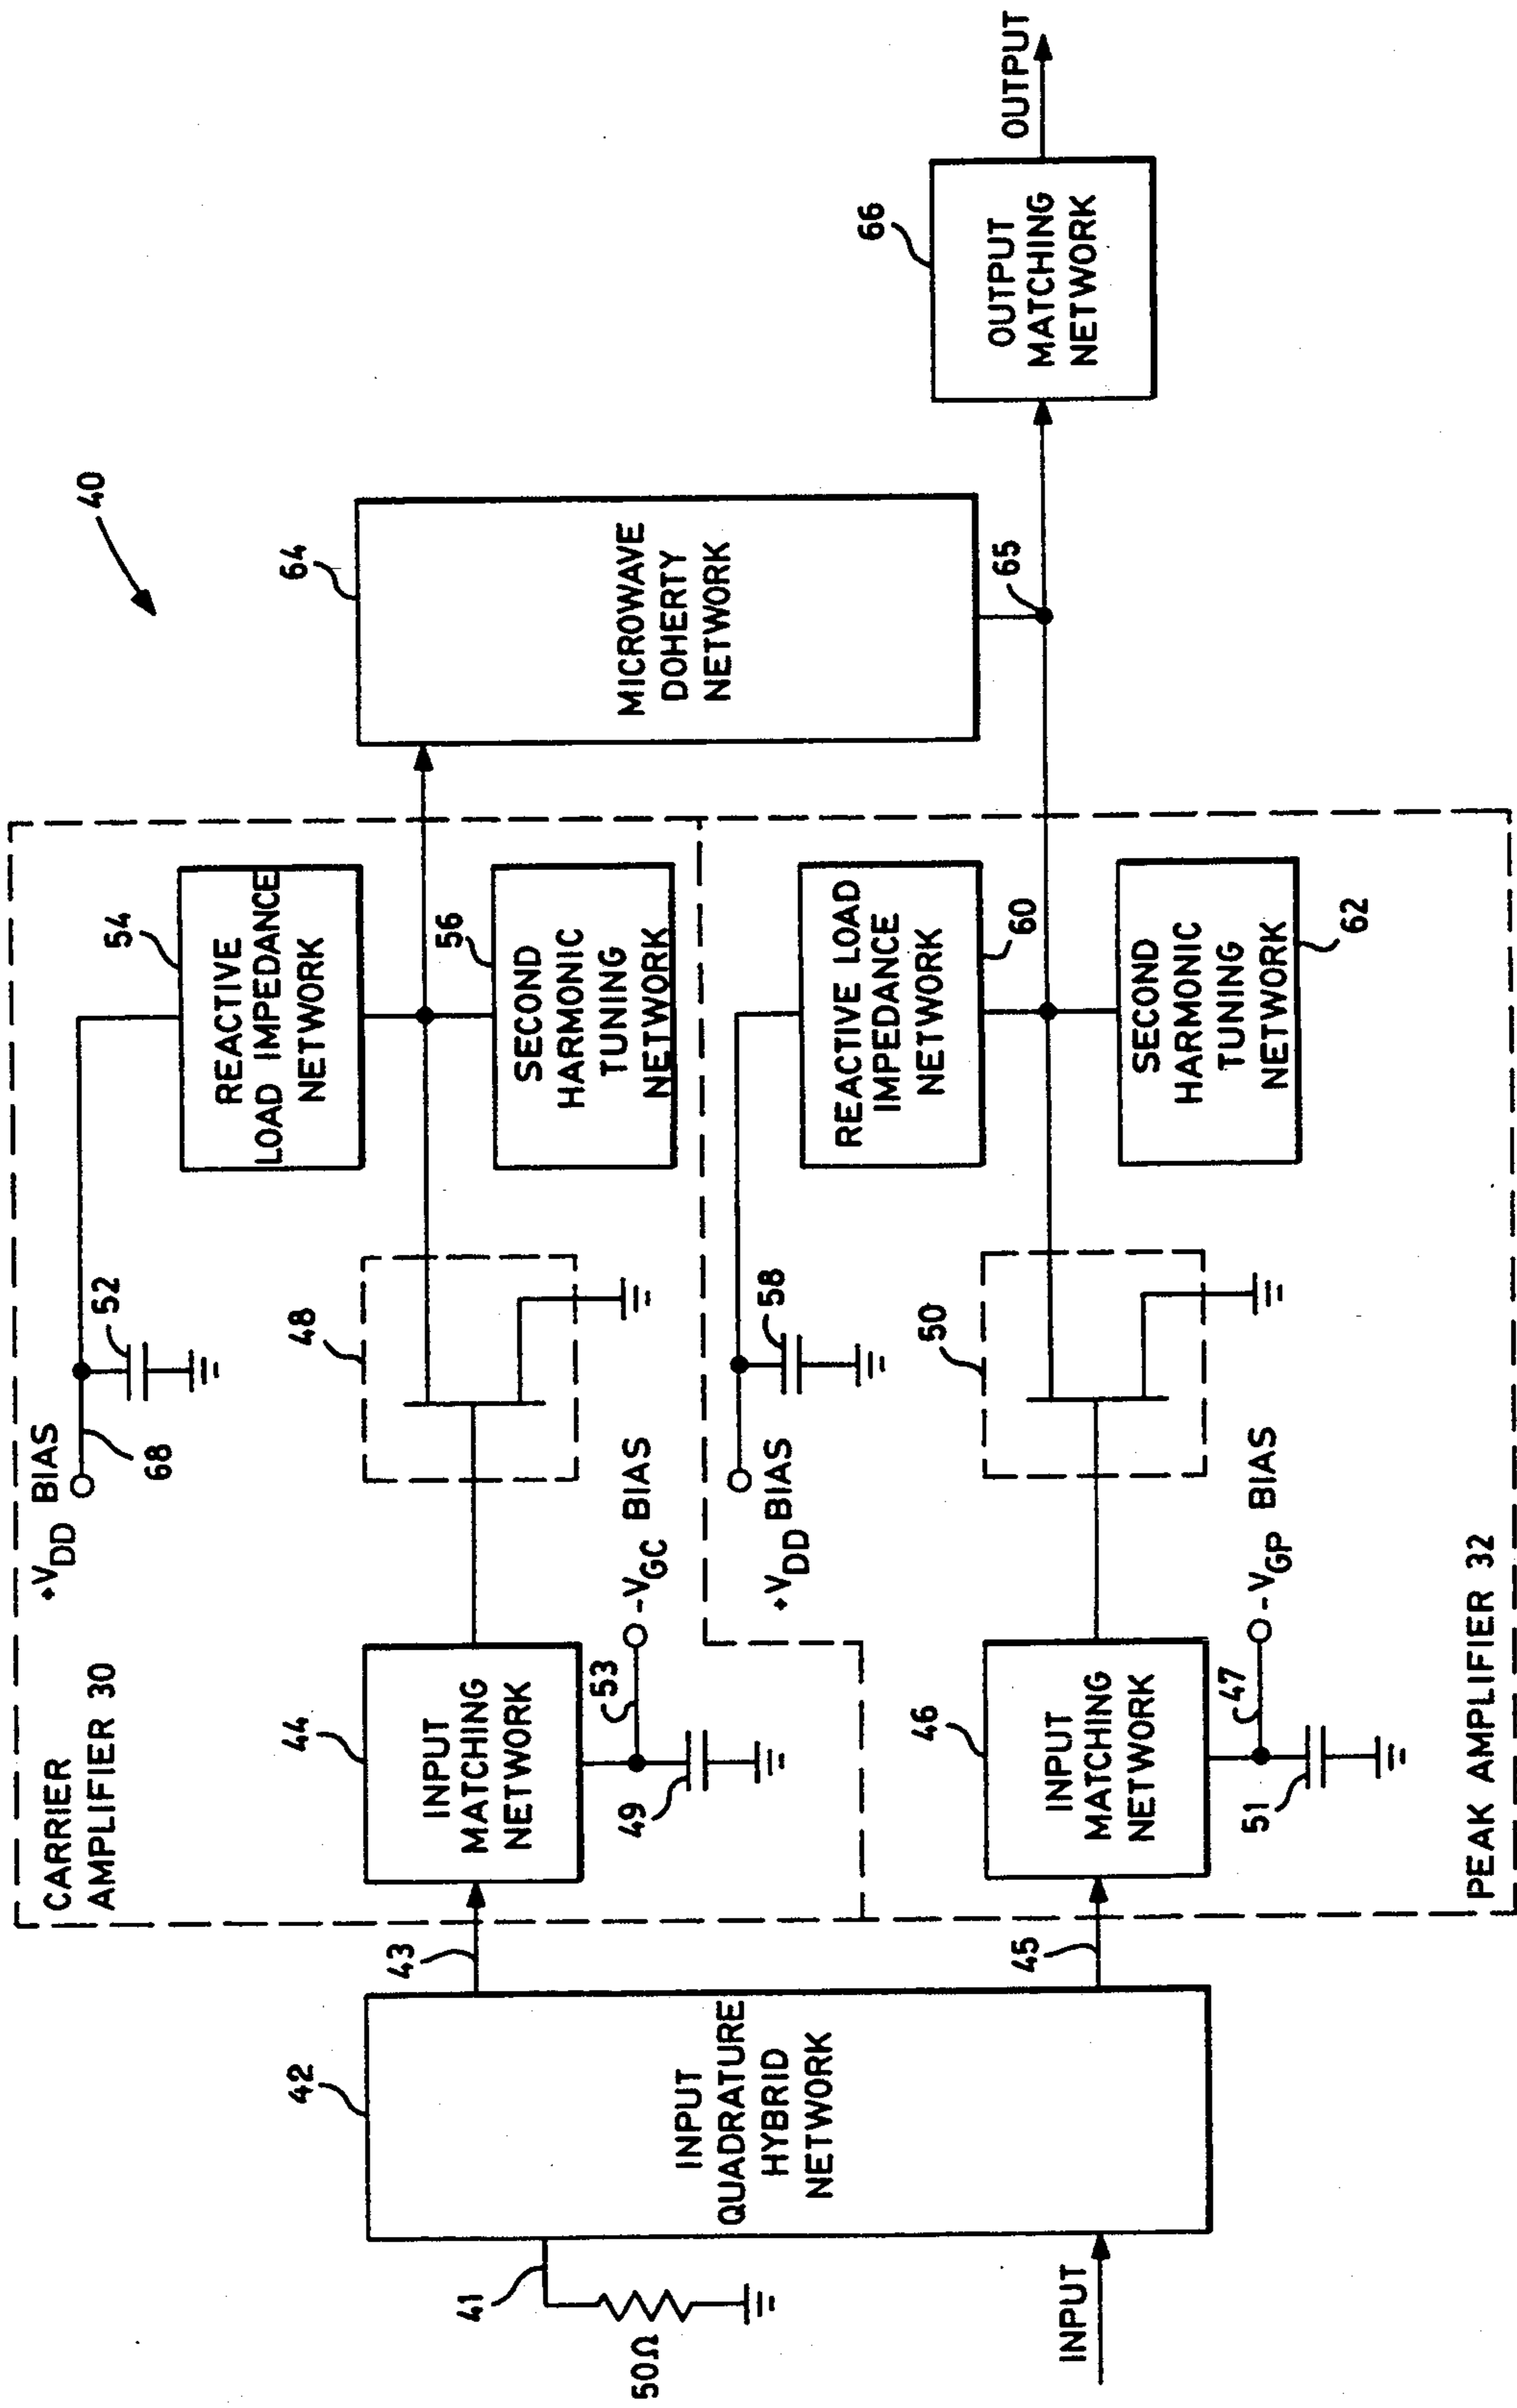 40
CARRIER
AMPLIFIER 30
+VDD BIAS
68
52
54
REACTIVE
LOAD IMPEDANCE
NETWORK
64
MICROWAVE
DOHERTY
NETWORK
42
INPUT
QUADRATURE
HYBRID
NETWORK
41
50Ω
INPUT
43
44
INPUT
MATCHING
NETWORK
53
-VGC BIAS
49
48
56
SECOND
HARMONIC
TUNING
NETWORK
+VDD BIAS
58
REACTIVE LOAD
IMPEDANCE
NETWORK
60
65
66
OUTPUT
MATCHING
NETWORK
OUTPUT
45
46
INPUT
MATCHING
NETWORK
47
-VGP BIAS
51
50
SECOND
HARMONIC
TUNING
NETWORK
62
PEAK AMPLIFIER 32